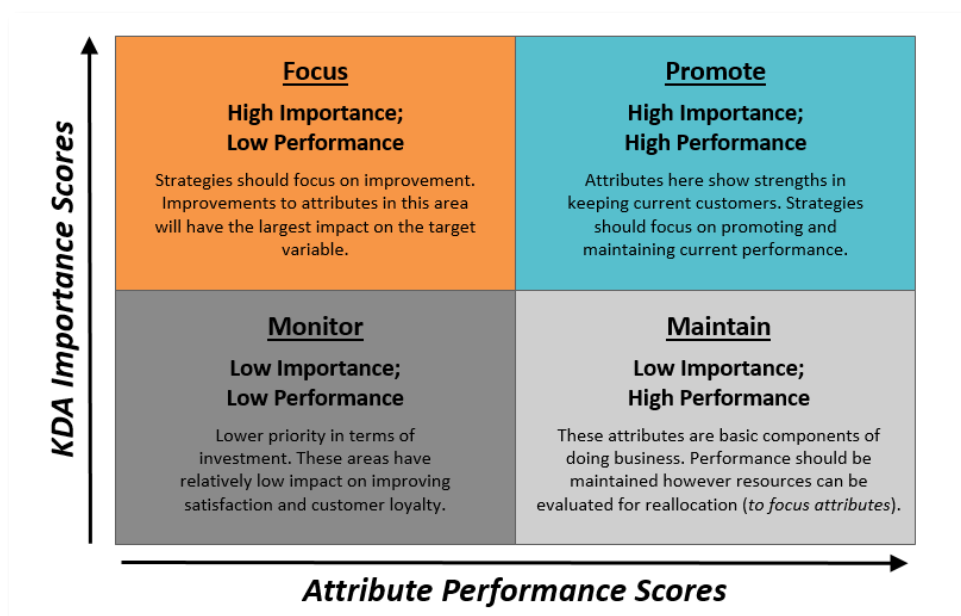 KDA Importance Scores
Focus
High Importance;
Low Performance
Strategies should focus on improvement.
Improvements to attributes in this area
will have the largest impact on the target
variable.
Promote
High Importance;
High Performance
Attributes here show strengths in
keeping current customers. Strategies
should focus on promoting and
maintaining current performance.
Monitor
Low Importance;
Low Performance
Lower priority in terms of
investment. These areas have
relatively low impact on improving
satisfaction and customer loyalty.
Maintain
Low Importance;
High Performance
These attributes are basic components of
doing business. Performance should be
maintained however resources can be
evaluated for reallocation (to focus attributes).
Attribute Performance Scores